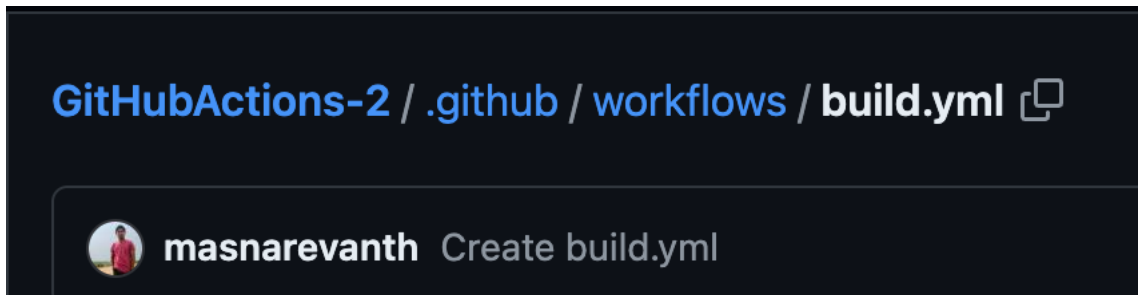 GitHubActions-2 / .github / workflows / build.yml
masnarevanth Create build.yml